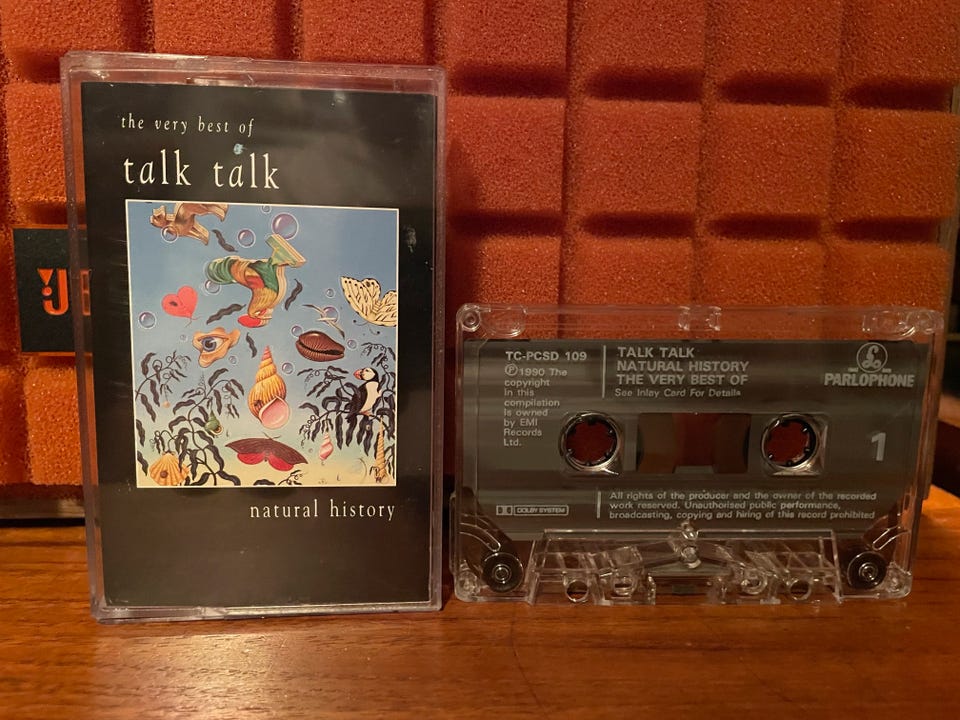 the very best of
talk talk
natural history
TC-PCSD 109
Ⓟ1990 The
copyright
in this
compilation
is owned
by EMI
Records
Ltd.
TALK TALK
NATURAL HISTORY
THE VERY BEST OF
See Inlay Card For Details
PARLOPHONE
1
DOLBY SYSTEM
All rights of the producer and the owner of the recorded
work reserved. Unauthorised public performance,
broadcasting, copying and hiring of this record prohibited